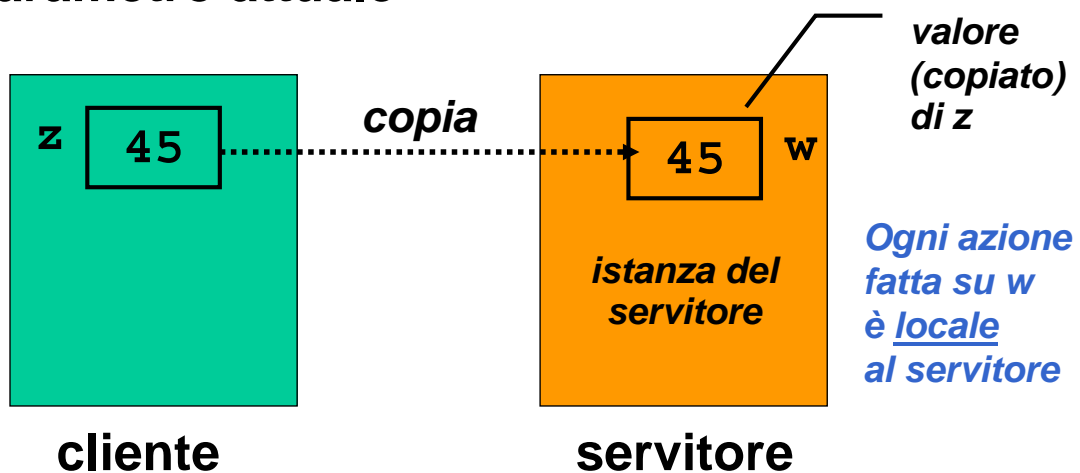 valore
(copiato)
di z
copia
z
45
45
w
istanza del
servitore
Ogni azione
fatta su w
è locale
al servitore
cliente
servitore